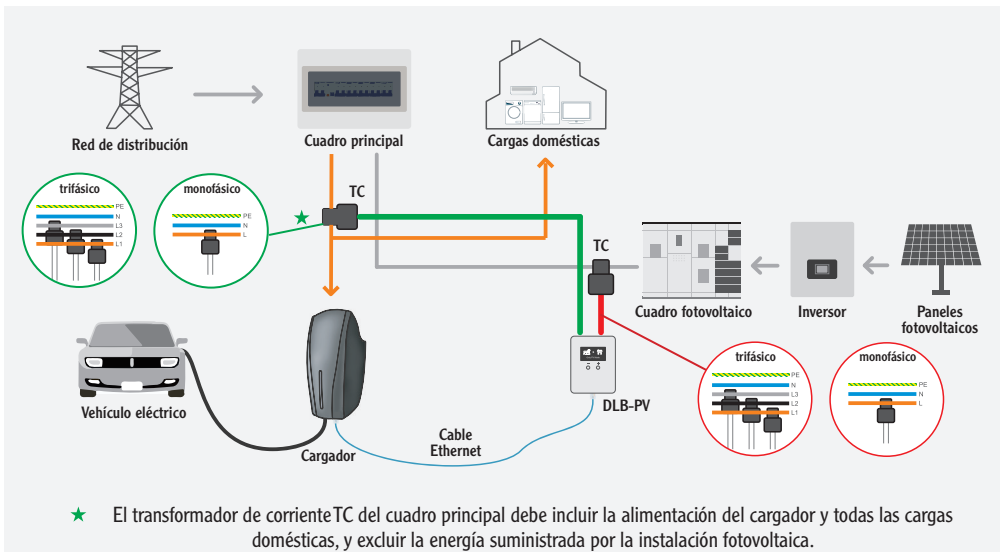 Red de distribución
Cuadro principal
Cargas domésticas
trifásico
PE
N
L3
L2
L1
monofásico
PE
N
L
TC
TC
Cuadro fotovoltaico
Inversor
Paneles
fotovoltaicos
Vehículo eléctrico
Cargador
Cable
Ethernet
DLB-PV
trifásico
PE
N
L3
L2
L1
monofásico
PE
N
L
★ El transformador de corriente TC del cuadro principal debe incluir la alimentación del cargador y todas las cargas
domésticas, y excluir la energía suministrada por la instalación fotovoltaica.